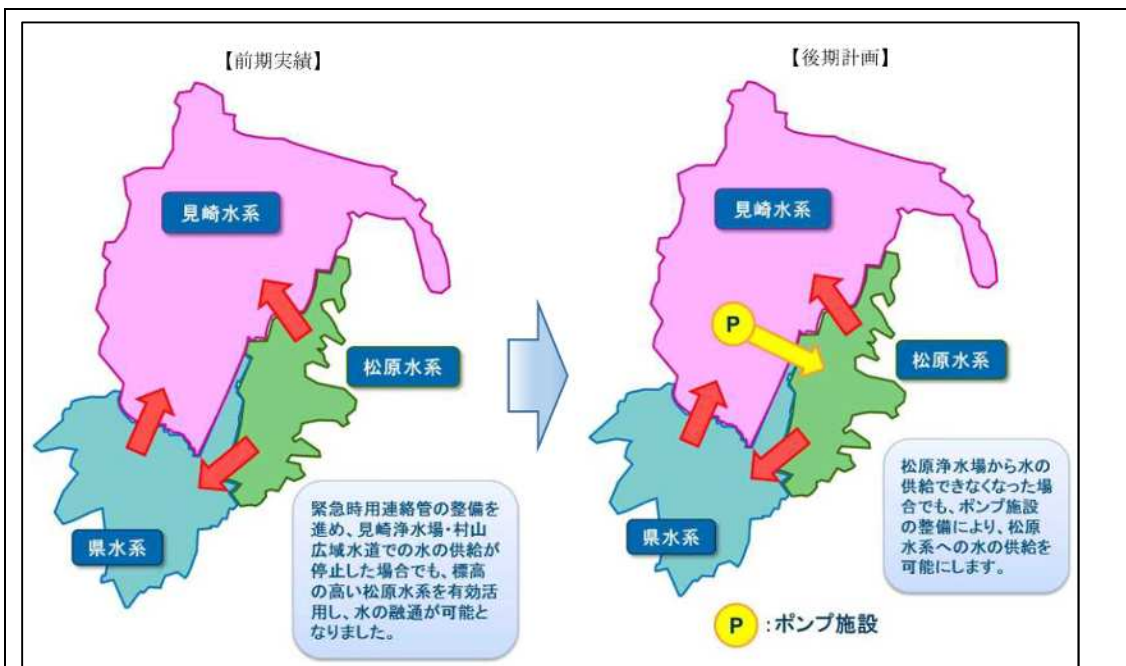 【前期実績】
見崎水系
松原水系
県水系
緊急時用連絡管の整備を
進め、見崎浄水場・村山
広域水道での水の供給が
停止した場合でも、標高
の高い松原水系を有効活
用し、水の融通が可能と
なりました。
【後期計画】
見崎水系
P
松原水系
県水系
松原浄水場から水の
供給できなくなった場
合でも、ポンプ施設
の整備により、松原
水系への水の供給を
可能にします。
P :ポンプ施設